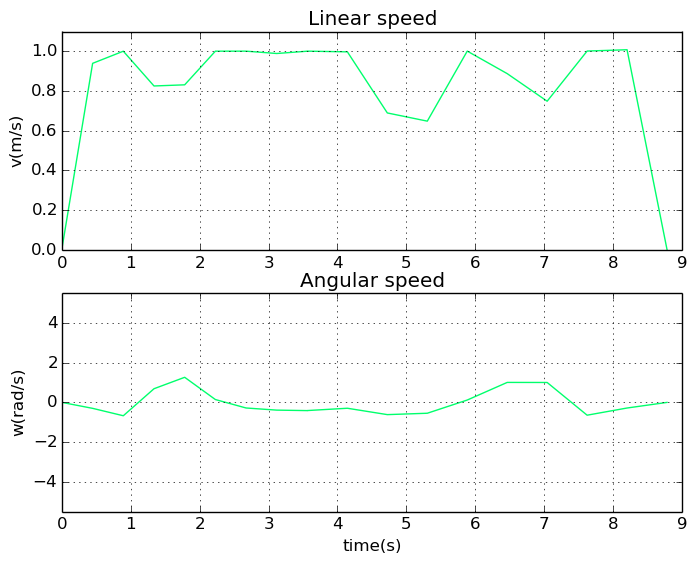 Linear speed
1.0
0.8
0.6
0.4
0.2
0.0
v(m/s)
0 1 2 3 4 5 6 7 8 9
Angular speed
4
2
0
−2
−4
w(rad/s)
0 1 2 3 4 5 6 7 8 9
time(s)